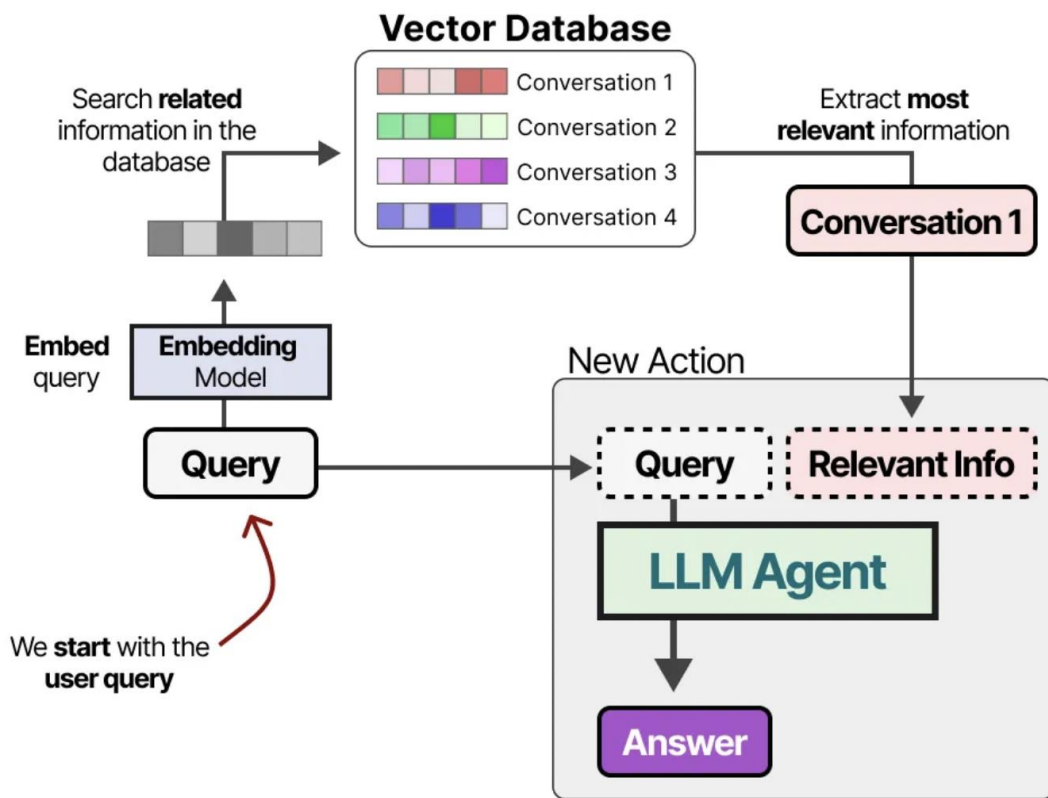 Vector Database
Conversation 1
Conversation 2
Conversation 3
Conversation 4
Search related
information in the
database
Extract most
relevant information
Conversation 1
Embed
query
Embedding
Model
Query
New Action
Query
Relevant Info
LLM Agent
Answer
We start with the
user query